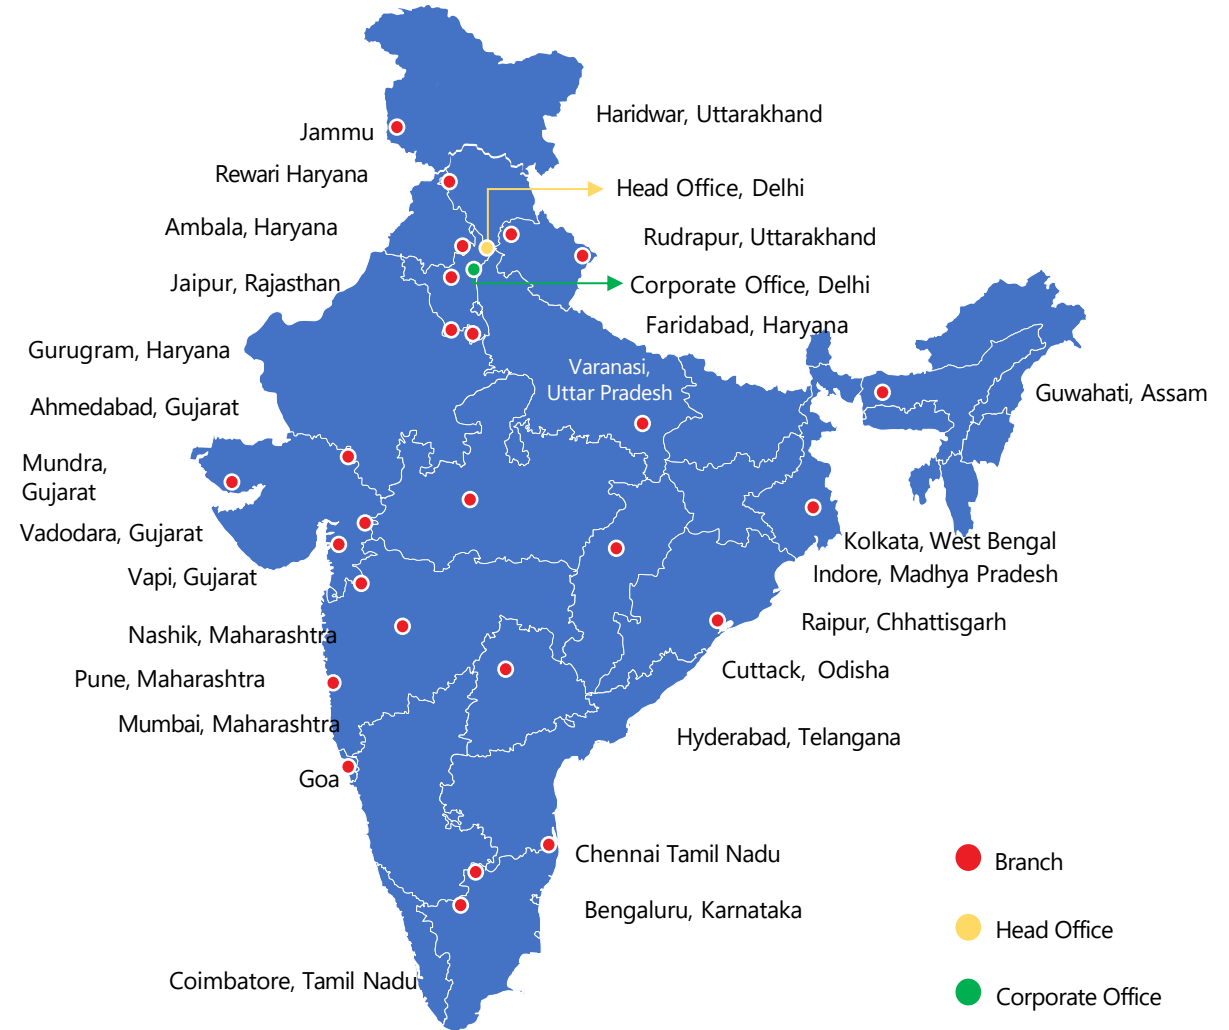 Haridwar, Uttarakhand
Jammu
Rewari Haryana
Head Office, Delhi
Ambala, Haryana
Rudrapur, Uttarakhand
Jaipur, Rajasthan
Corporate Office, Delhi
Faridabad, Haryana
Gurugram, Haryana
Varanasi,
Uttar Pradesh
Guwahati, Assam
Ahmedabad, Gujarat
Mundra,
Gujarat
Vadodara, Gujarat
Kolkata, West Bengal
Vapi, Gujarat
Indore, Madhya Pradesh
Raipur, Chhattisgarh
Nashik, Maharashtra
Cuttack, Odisha
Pune, Maharashtra
Mumbai, Maharashtra
Hyderabad, Telangana
Goa
Chennai Tamil Nadu
Branch
Bengaluru, Karnataka
Head Office
Coimbatore, Tamil Nadu
Corporate Office